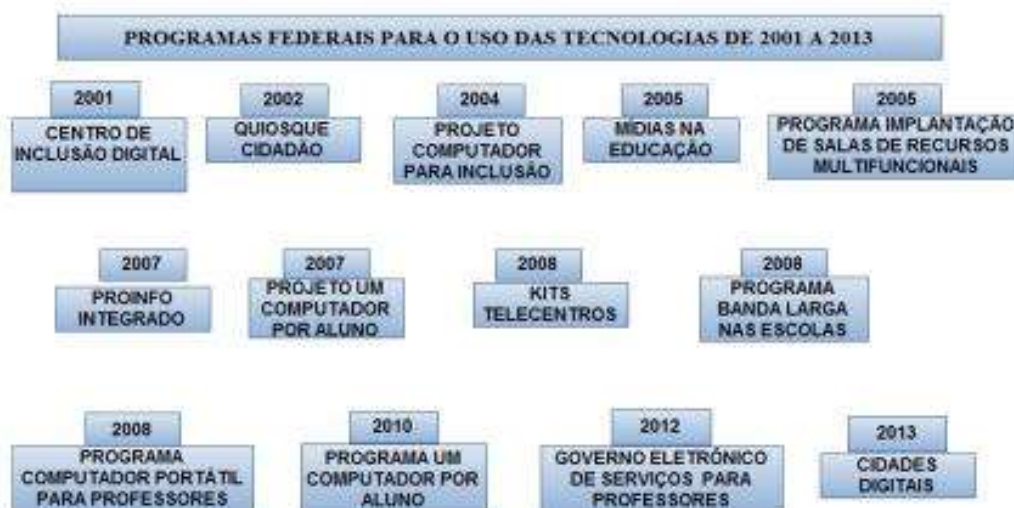 PROGRAMAS FEDERAIS PARA O USO DAS TECNOLOGIAS DE 2001 A 2013
2001
CENTRO DE
INCLUSÃO DIGITAL
2002
QUIOSQUE
CIDADÃO
2004
PROJETO
COMPUTADOR
PARA INCLUSÃO
2005
MÍDIAS NA
EDUCAÇÃO
2005
PROGRAMA IMPLANTAÇÃO
DE SALAS DE RECURSOS
MULTIFUNCIONAIS
2007
PROINFO
INTEGRADO
2007
PROJETO UM
COMPUTADOR
POR ALUNO
2008
KITS
TELECENTROS
2008
PROGRAMA
BANDA LARGA
NAS ESCOLAS
2008
PROGRAMA
COMPUTADOR PORTÁTIL
PARA PROFESSORES
2010
PROGRAMA UM
COMPUTADOR POR
ALUNO
2012
GOVERNO ELETRÔNICO
DE SERVIÇOS PARA
PROFESSORES
2013
CIDADES
DIGITAIS